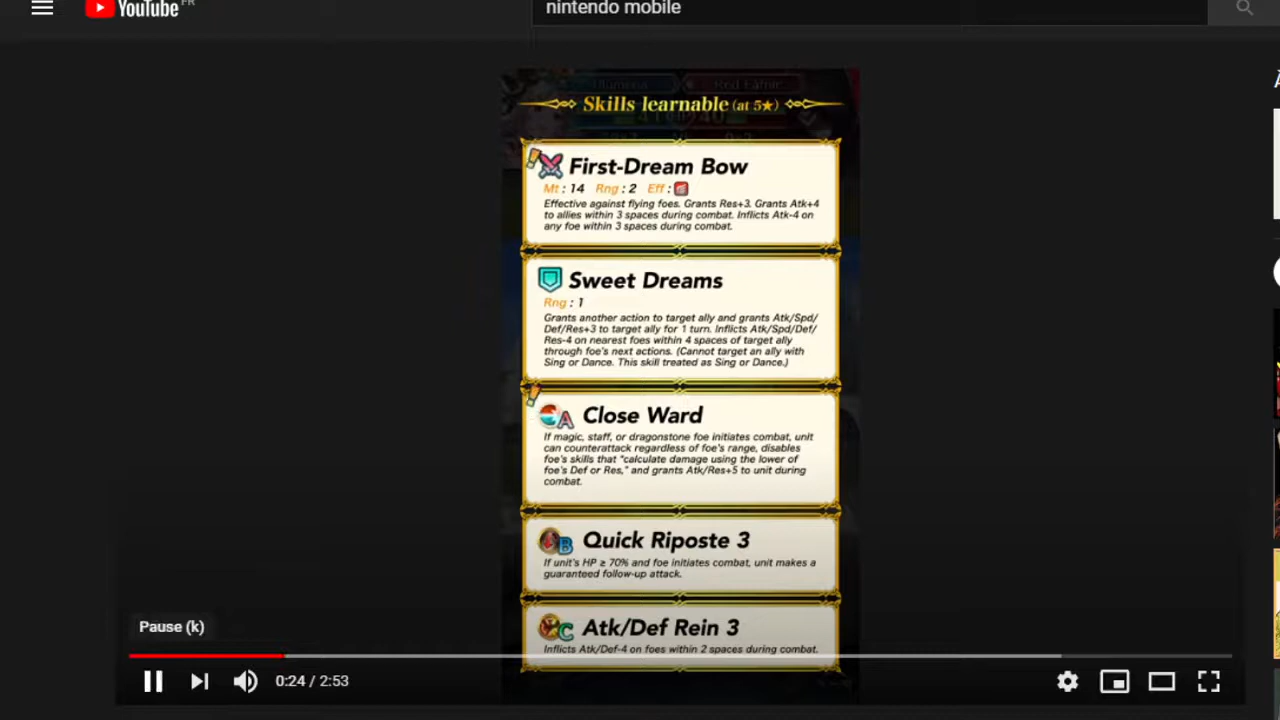 YouTube FR
nintendo mobile
Skills learnable (at 5★)
First-Dream Bow
Mt : 14 Rng : 2 Eff :
Effective against flying foes. Grants Res+3. Grants Atk+4
to allies within 3 spaces during combat. Inflicts Atk-4 on
any foe within 3 spaces during combat.
Sweet Dreams
Rng : 1
Grants another action to target ally and grants Atk/Spd/
Def/Res+3 to target ally for 1 turn. Inflicts Atk/Spd/Def/
Res-4 on nearest foes within 4 spaces of target ally
through foe's next actions. (Cannot target an ally with
Sing or Dance. This skill treated as Sing or Dance.)
A Close Ward
If magic, staff, or dragonstone foe initiates combat, unit
can counterattack regardless of foe's range, disables
foe's skills that "calculate damage using the lower of
foe's Def or Res," and grants Atk/Res+5 to unit during
combat.
B Quick Riposte 3
If unit's HP ≥ 70% and foe initiates combat, unit makes a
guaranteed follow-up attack.
C Atk/Def Rein 3
Inflicts Atk/Def-4 on foes within 2 spaces during combat.
Pause (k)
0:24 / 2:53